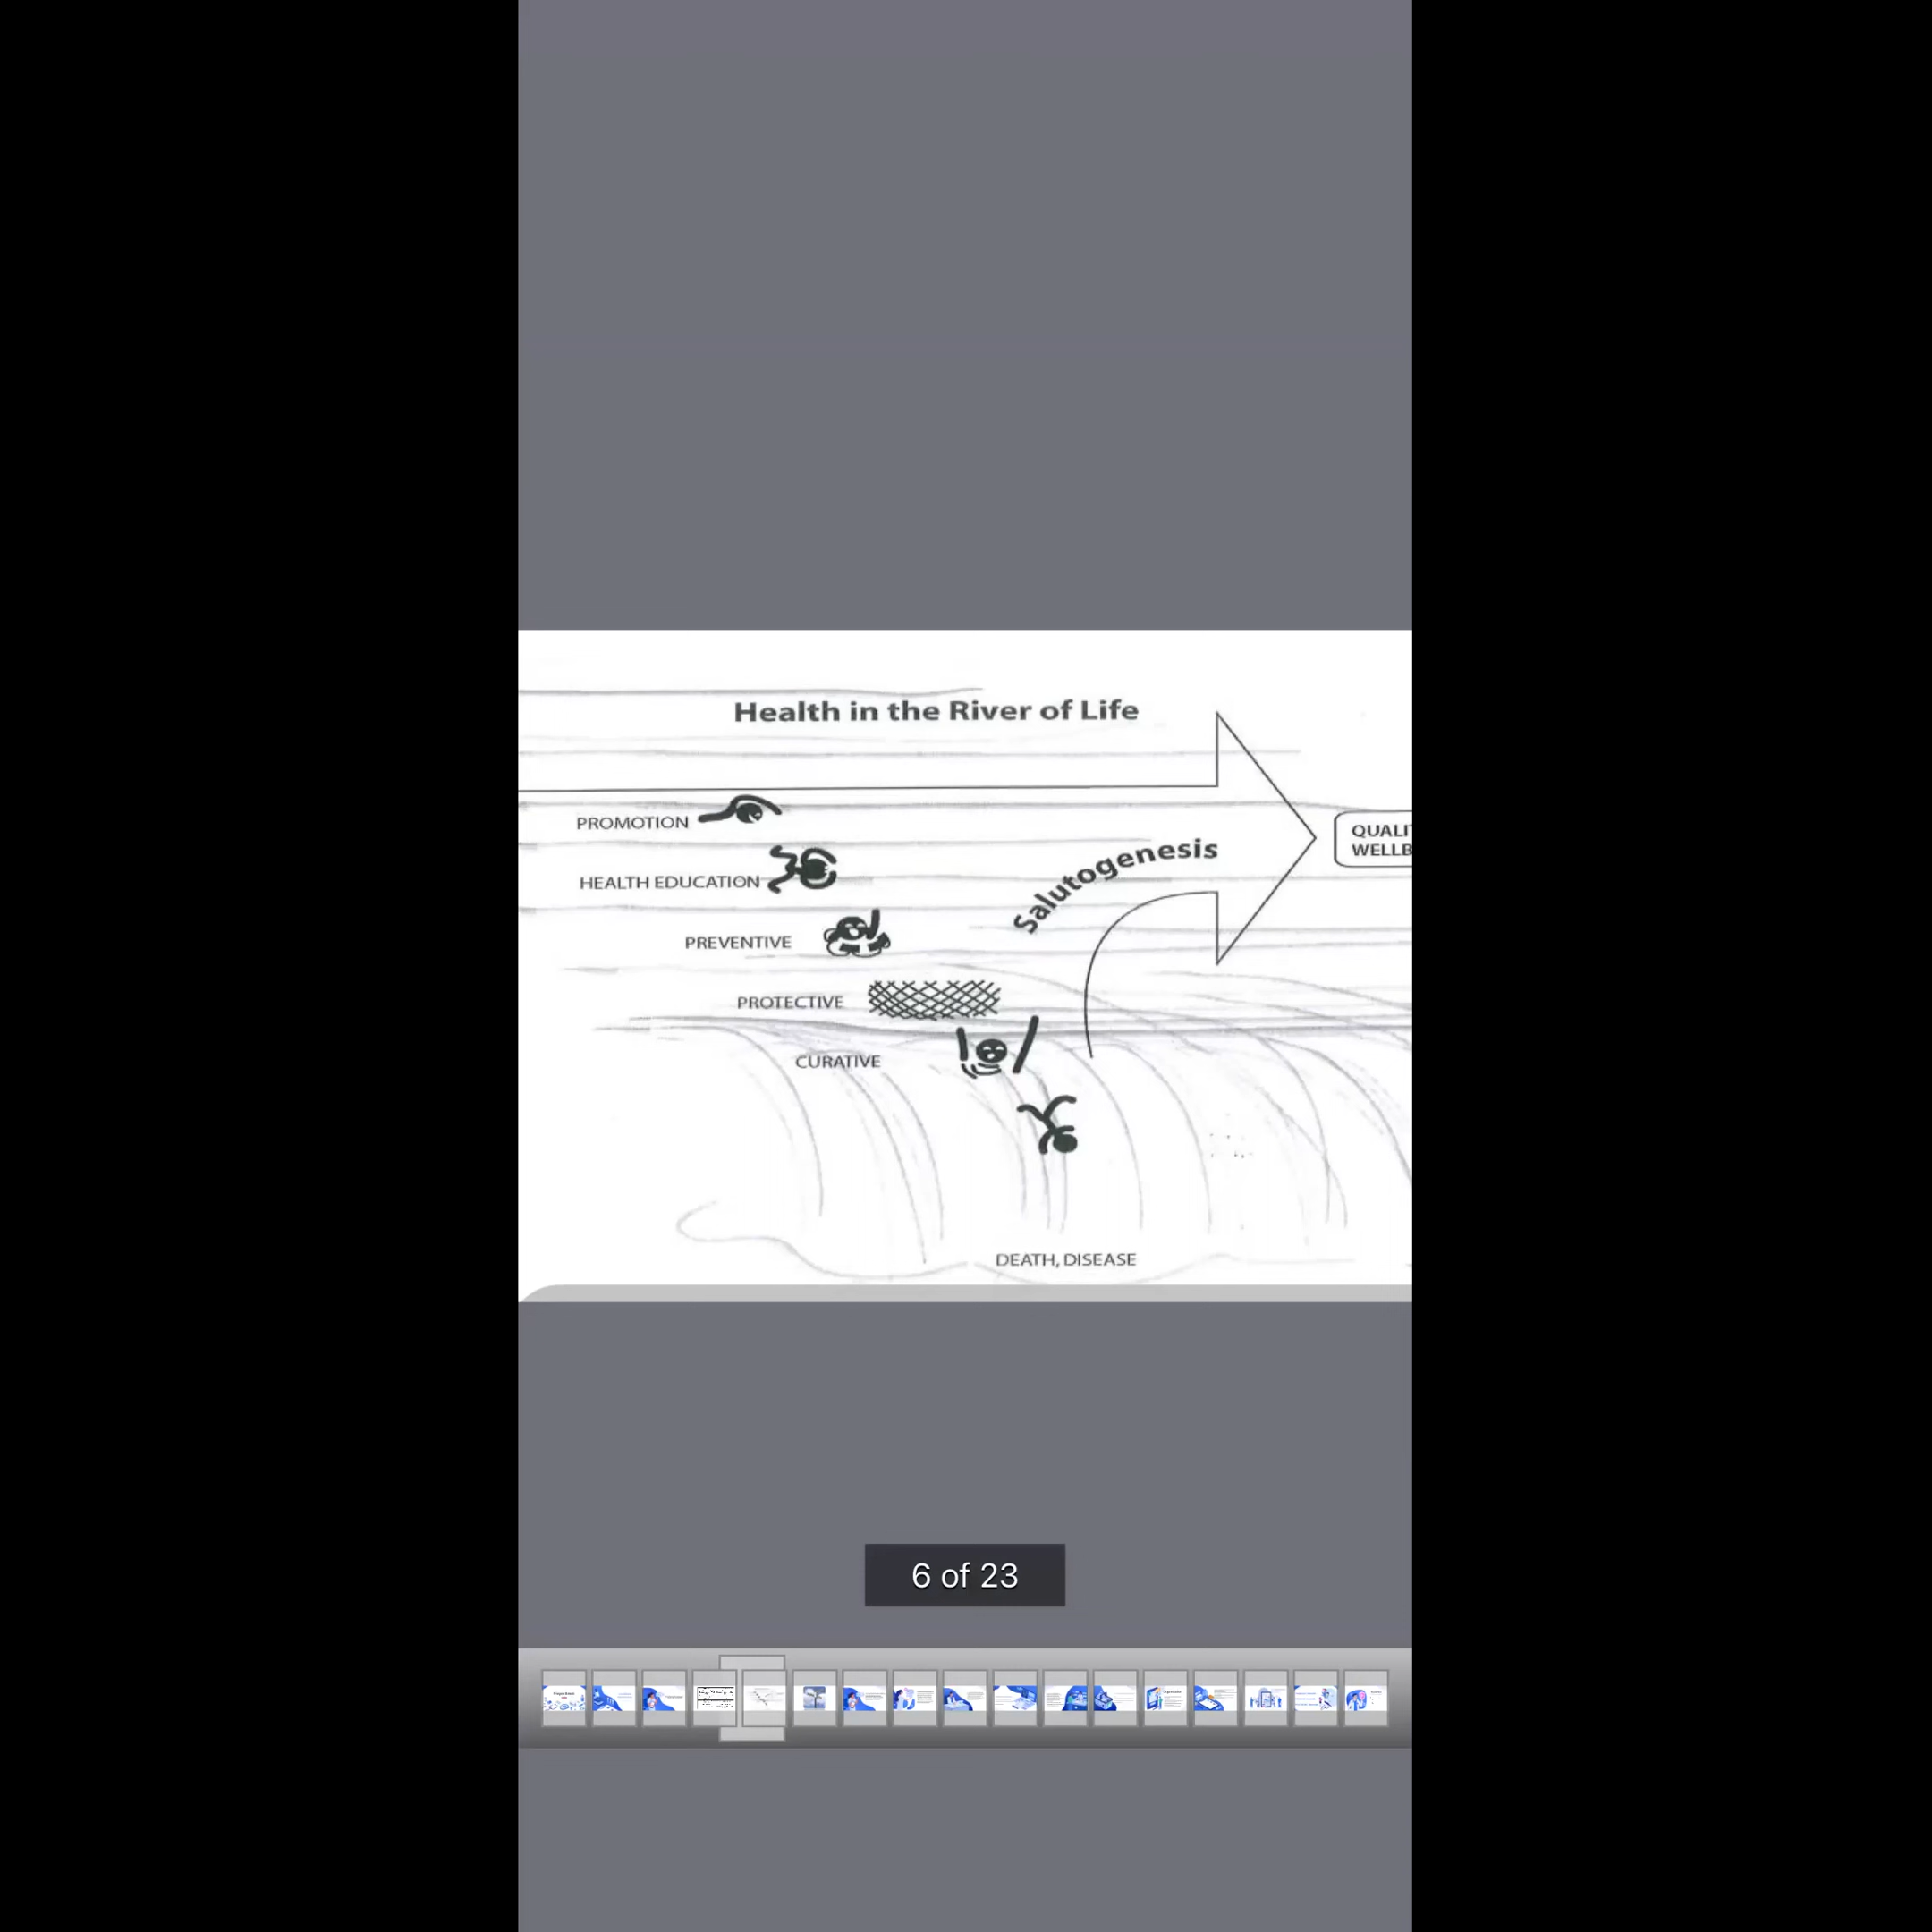 Health in the River of Life
PROMOTION
HEALTH EDUCATION
PREVENTIVE
PROTECTIVE
CURATIVE
Salutogenesis
QUALI
WELLB
DEATH, DISEASE
6 of 23